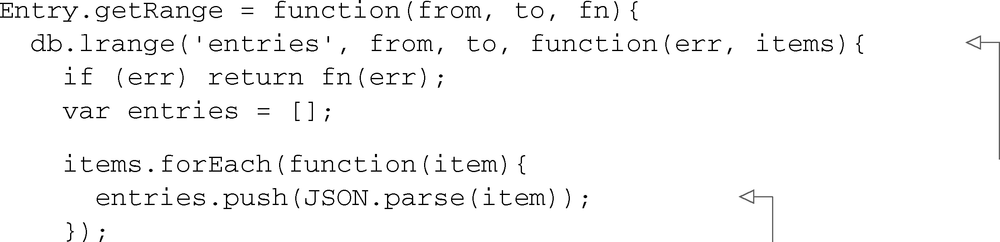 Entry.getRange = function(from, to, fn){
  db.lrange('entries', from, to, function(err, items){
    if (err) return fn(err);
    var entries = [];
    items.forEach(function(item){
      entries.push(JSON.parse(item));
    });